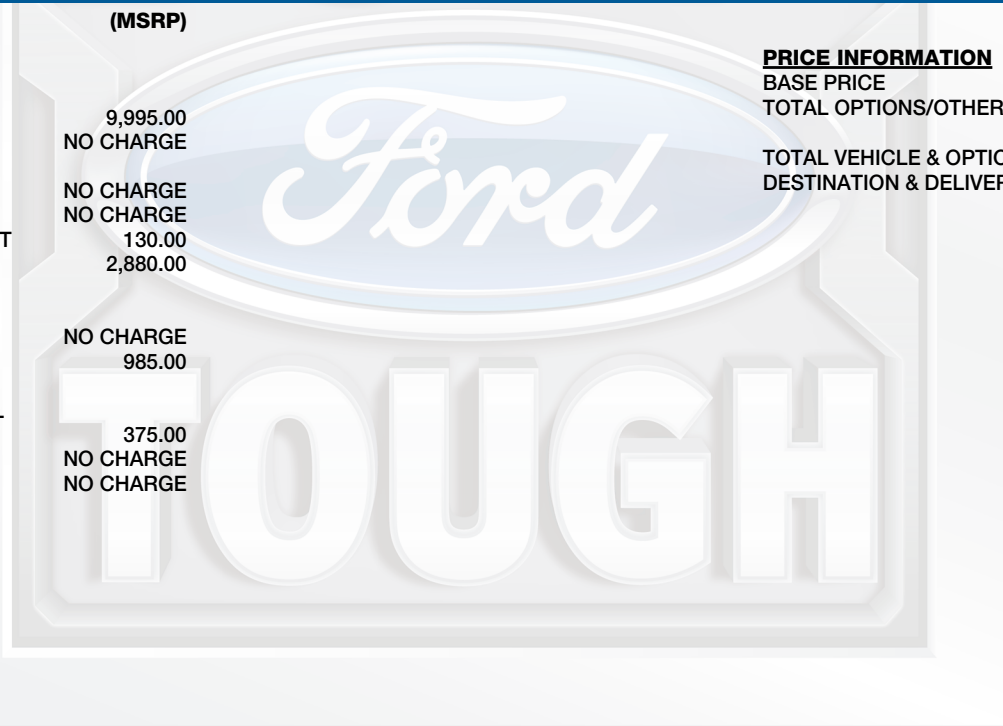 (MSRP)
9,995.00
NO CHARGE
NO CHARGE
NO CHARGE
T 130.00
2,880.00
NO CHARGE
985.00
375.00
NO CHARGE
NO CHARGE
PRICE INFORMATION
BASE PRICE
TOTAL OPTIONS/OTHER
TOTAL VEHICLE & OPTIO
DESTINATION & DELIVER
Ford
TOUGH